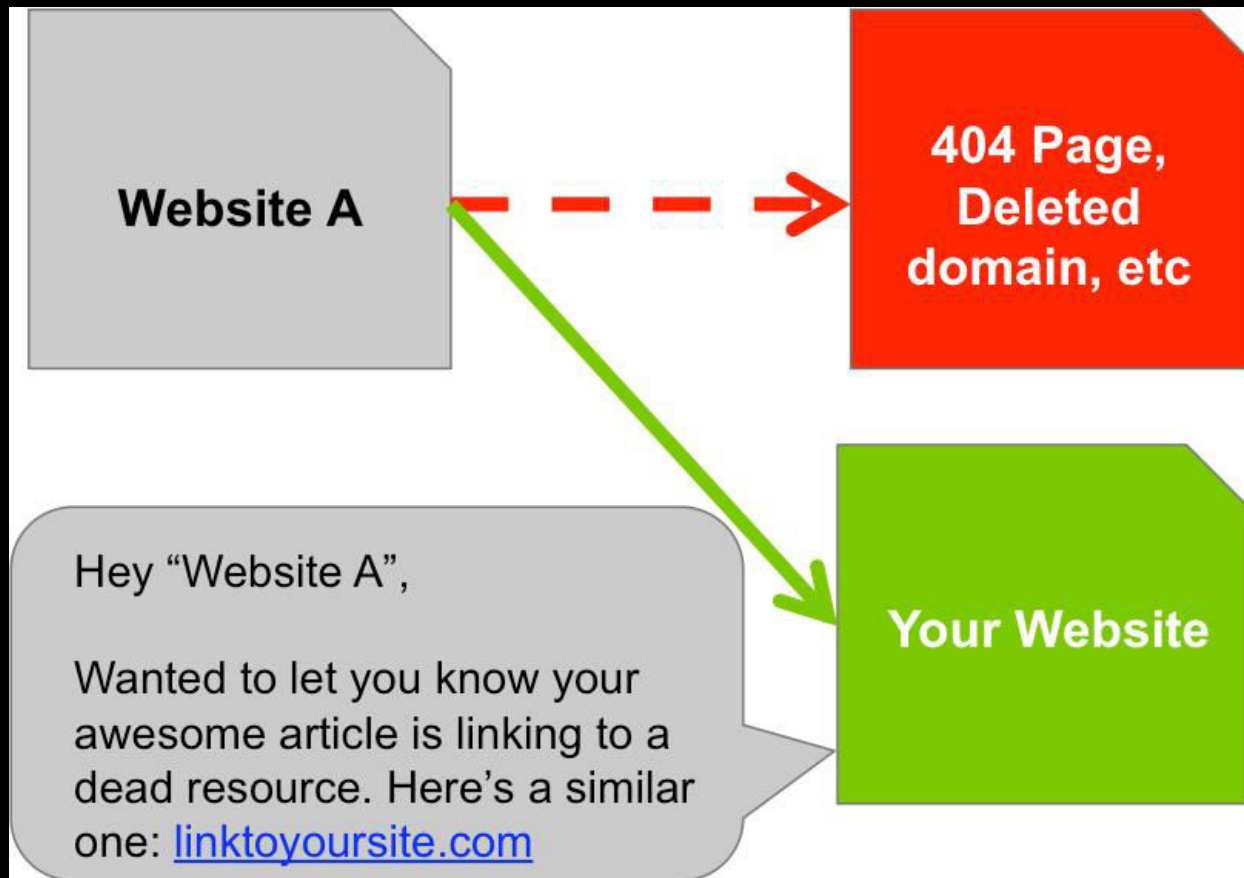 Website A
404 Page,
Deleted
domain, etc
Hey “Website A”,
Wanted to let you know your
awesome article is linking to a
dead resource. Here’s a similar
one: linktoyoursite.com
Your Website